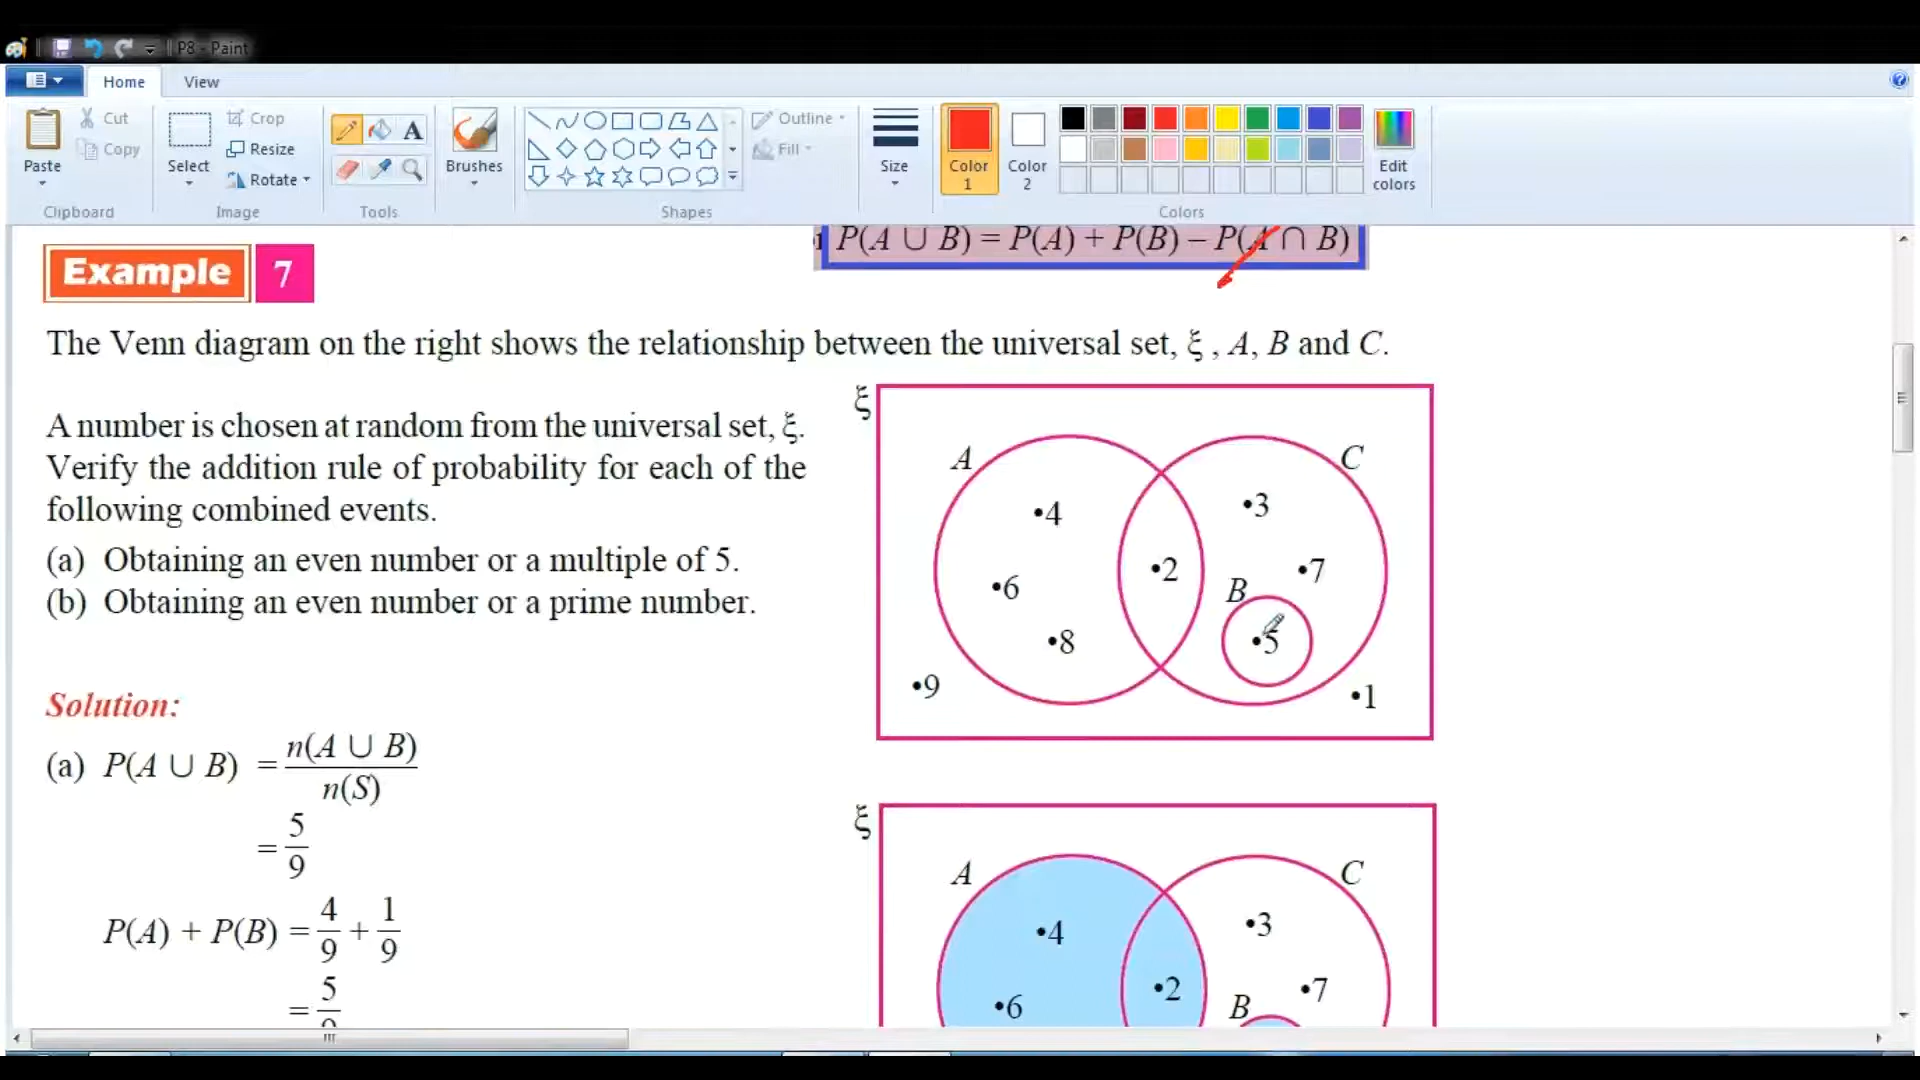 P8 - Paint
Home View
Paste
Cut
Copy
Clipboard
Select
Crop
Resize
Rotate
Image
A
Tools
Brushes
Outline
Fill
Shapes
Size
Color 1
Color 2
Edit colors
Colors
P(A ∪ B) = P(A) + P(B) – P(A ∩ B)
Example 7
The Venn diagram on the right shows the relationship between the universal set, ξ , A, B and C.
A number is chosen at random from the universal set, ξ.
Verify the addition rule of probability for each of the
following combined events.
(a) Obtaining an even number or a multiple of 5.
(b) Obtaining an even number or a prime number.
ξ
A C
•4 •3
•6 •2 •7
B
•8 •5
•9 •1
Solution:
(a) P(A ∪ B) = n(A ∪ B)/n(S)
= 5/9
P(A) + P(B) = 4/9 + 1/9
= 5/9
ξ
A C
•4 •3
•6 •2 •7
B